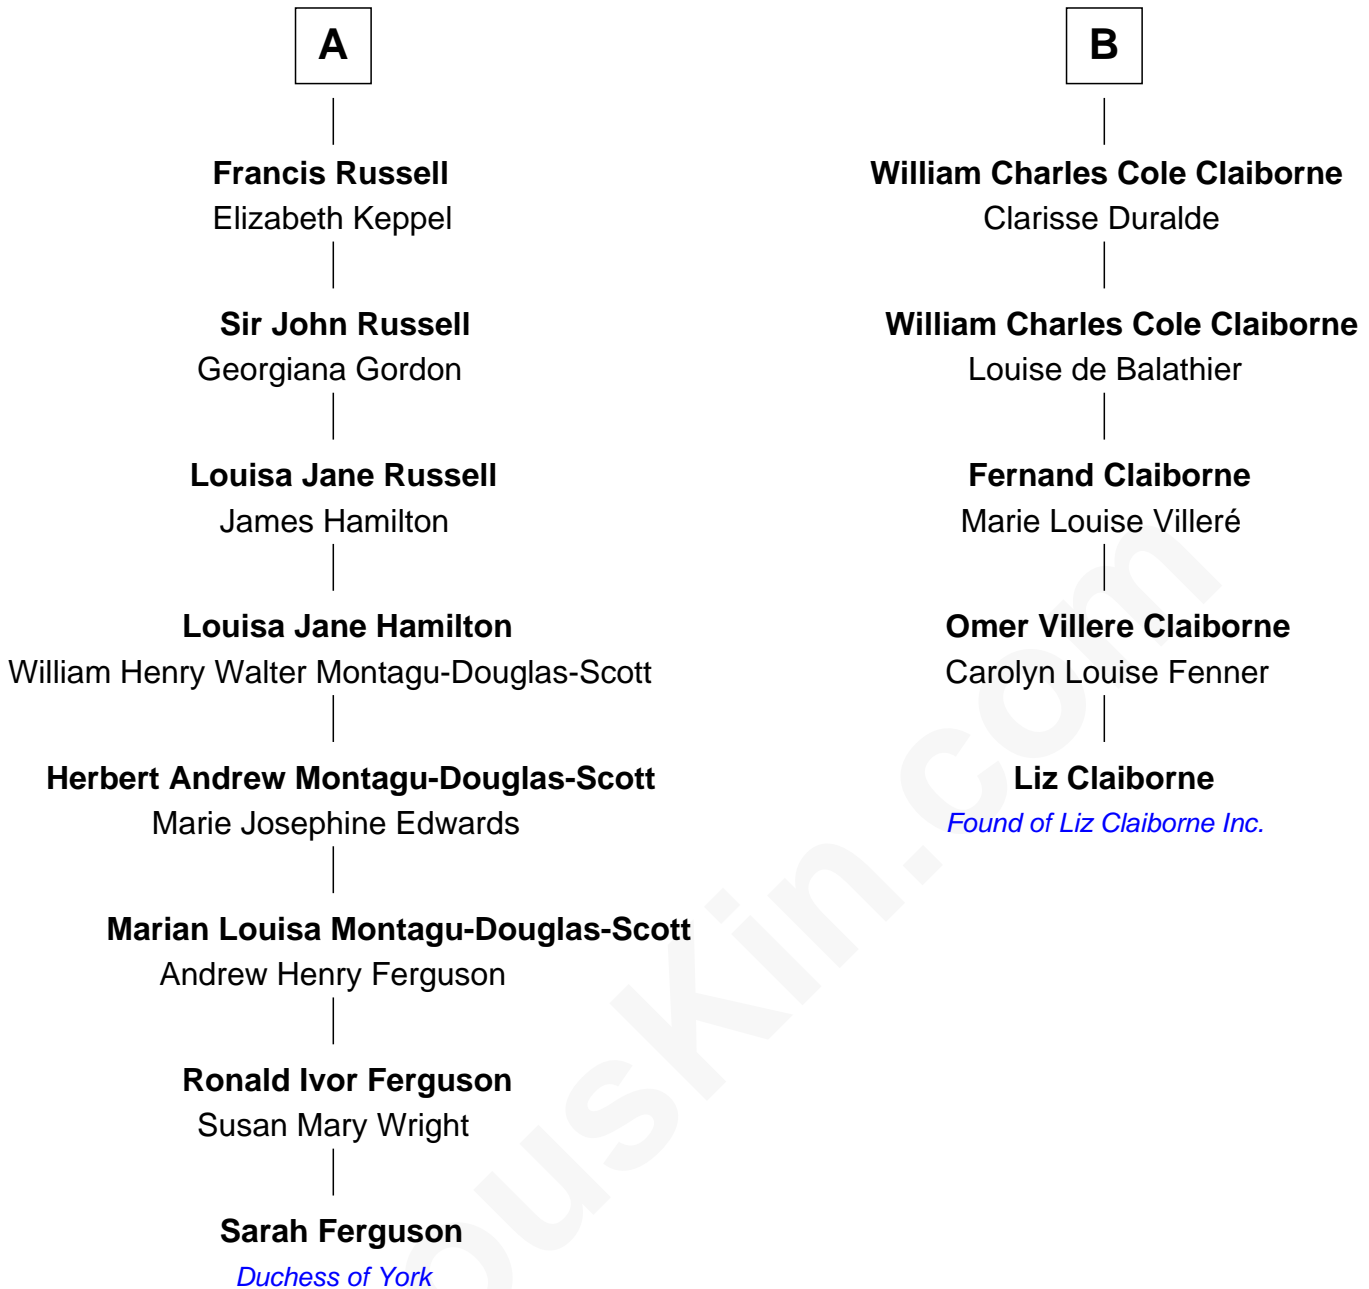 A
Francis Russell
Elizabeth Keppel
Sir John Russell
Georgiana Gordon
Louisa Jane Russell
James Hamilton
Louisa Jane Hamilton
William Henry Walter Montagu-Douglas-Scott
Herbert Andrew Montagu-Douglas-Scott
Marie Josephine Edwards
Marian Louisa Montagu-Douglas-Scott
Andrew Henry Ferguson
Ronald Ivor Ferguson
Susan Mary Wright
Sarah Ferguson
Duchess of York
B
William Charles Cole Claiborne
Clarisse Duralde
William Charles Cole Claiborne
Louise de Balathier
Fernand Claiborne
Marie Louise Villeré
Omer Villere Claiborne
Carolyn Louise Fenner
Liz Claiborne
Found of Liz Claiborne Inc.
ousKin.com